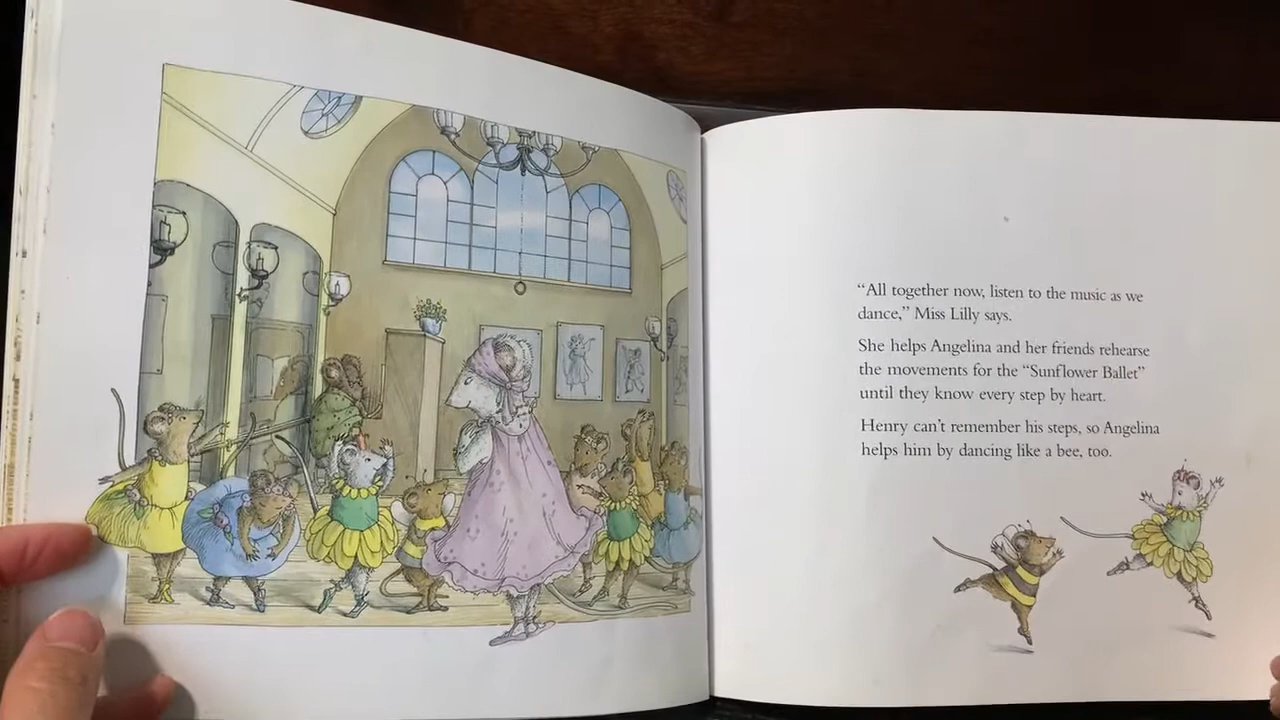 “All together now, listen to the music as we
dance,” Miss Lilly says.
She helps Angelina and her friends rehearse
the movements for the “Sunflower Ballet”
until they know every step by heart.
Henry can’t remember his steps, so Angelina
helps him by dancing like a bee, too.